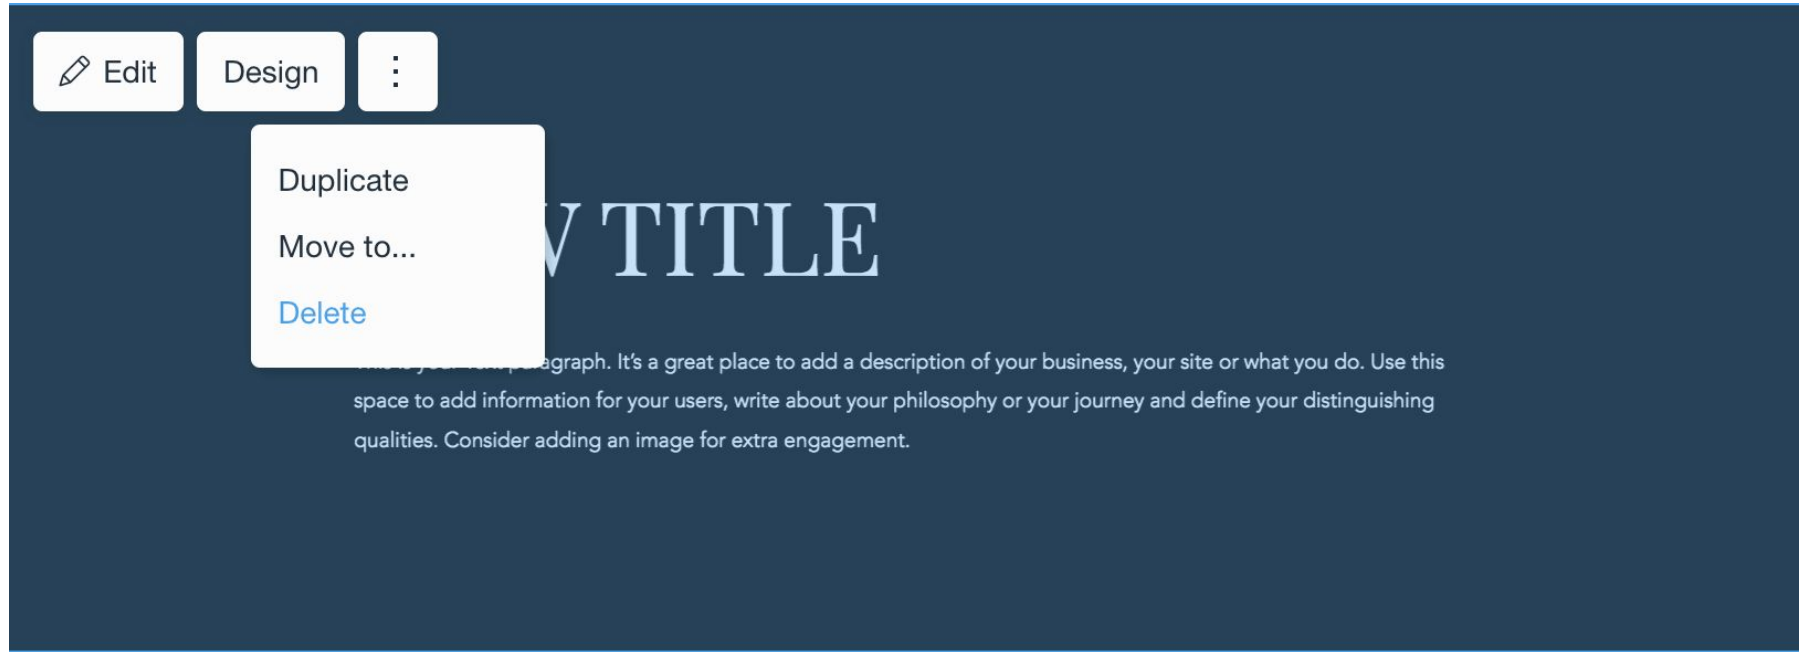 Edit
Design
Duplicate
Move to...
Delete
TITLE
your paragraph. It's a great place to add a description of your business, your site or what you do. Use this
space to add information for your users, write about your philosophy or your journey and define your distinguishing
qualities. Consider adding an image for extra engagement.